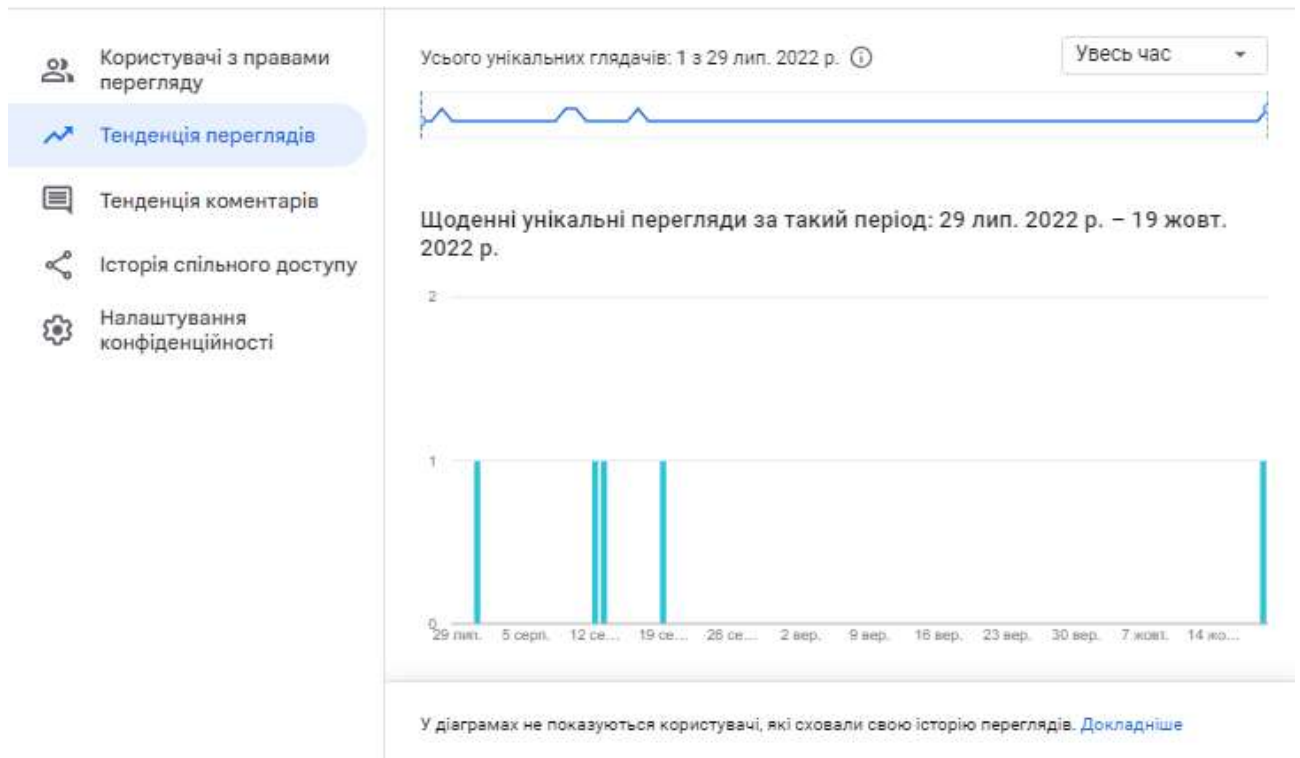 Користувачі з правами
перегляду
Тенденція переглядів
Тенденція коментарів
Історія спільного доступу
Налаштування
конфіденційності
Усього унікальних глядачів: 1 з 29 лип. 2022 р.
Увесь час
Щоденні унікальні перегляди за такий період: 29 лип. 2022 р. – 19 жовт.
2022 р.
2
1
0
29 лип. 5 серп. 12 се... 19 се... 26 се... 2 вер. 9 вер. 16 вер. 23 вер. 30 вер. 7 жовт. 14 жо...
У діаграмах не показуються користувачі, які сховали свою історію переглядів. Докладніше